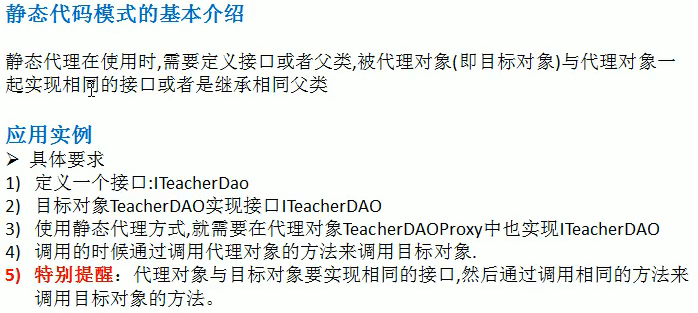 静态代码模式的基本介绍
静态代理在使用时,需要定义接口或者父类,被代理对象(即目标对象)与代理对象一
起实现相同的接口或者是继承相同父类
应用实例
➢ 具体要求
1) 定义一个接口:ITeacherDao
2) 目标对象TeacherDAO实现接口ITeacherDAO
3) 使用静态代理方式,就需要在代理对象TeacherDAOProxy中也实现ITeacherDAO
4) 调用的时候通过调用代理对象的方法来调用目标对象.
5) 特别提醒：代理对象与目标对象要实现相同的接口,然后通过调用相同的方法来
调用目标对象的方法。